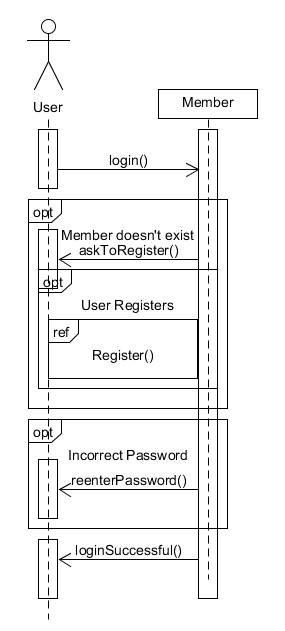 User
Member
login()
opt
Member doesn't exist
askToRegister()
opt
User Registers
ref
Register()
opt
Incorrect Password
reenterPassword()
loginSuccessful()